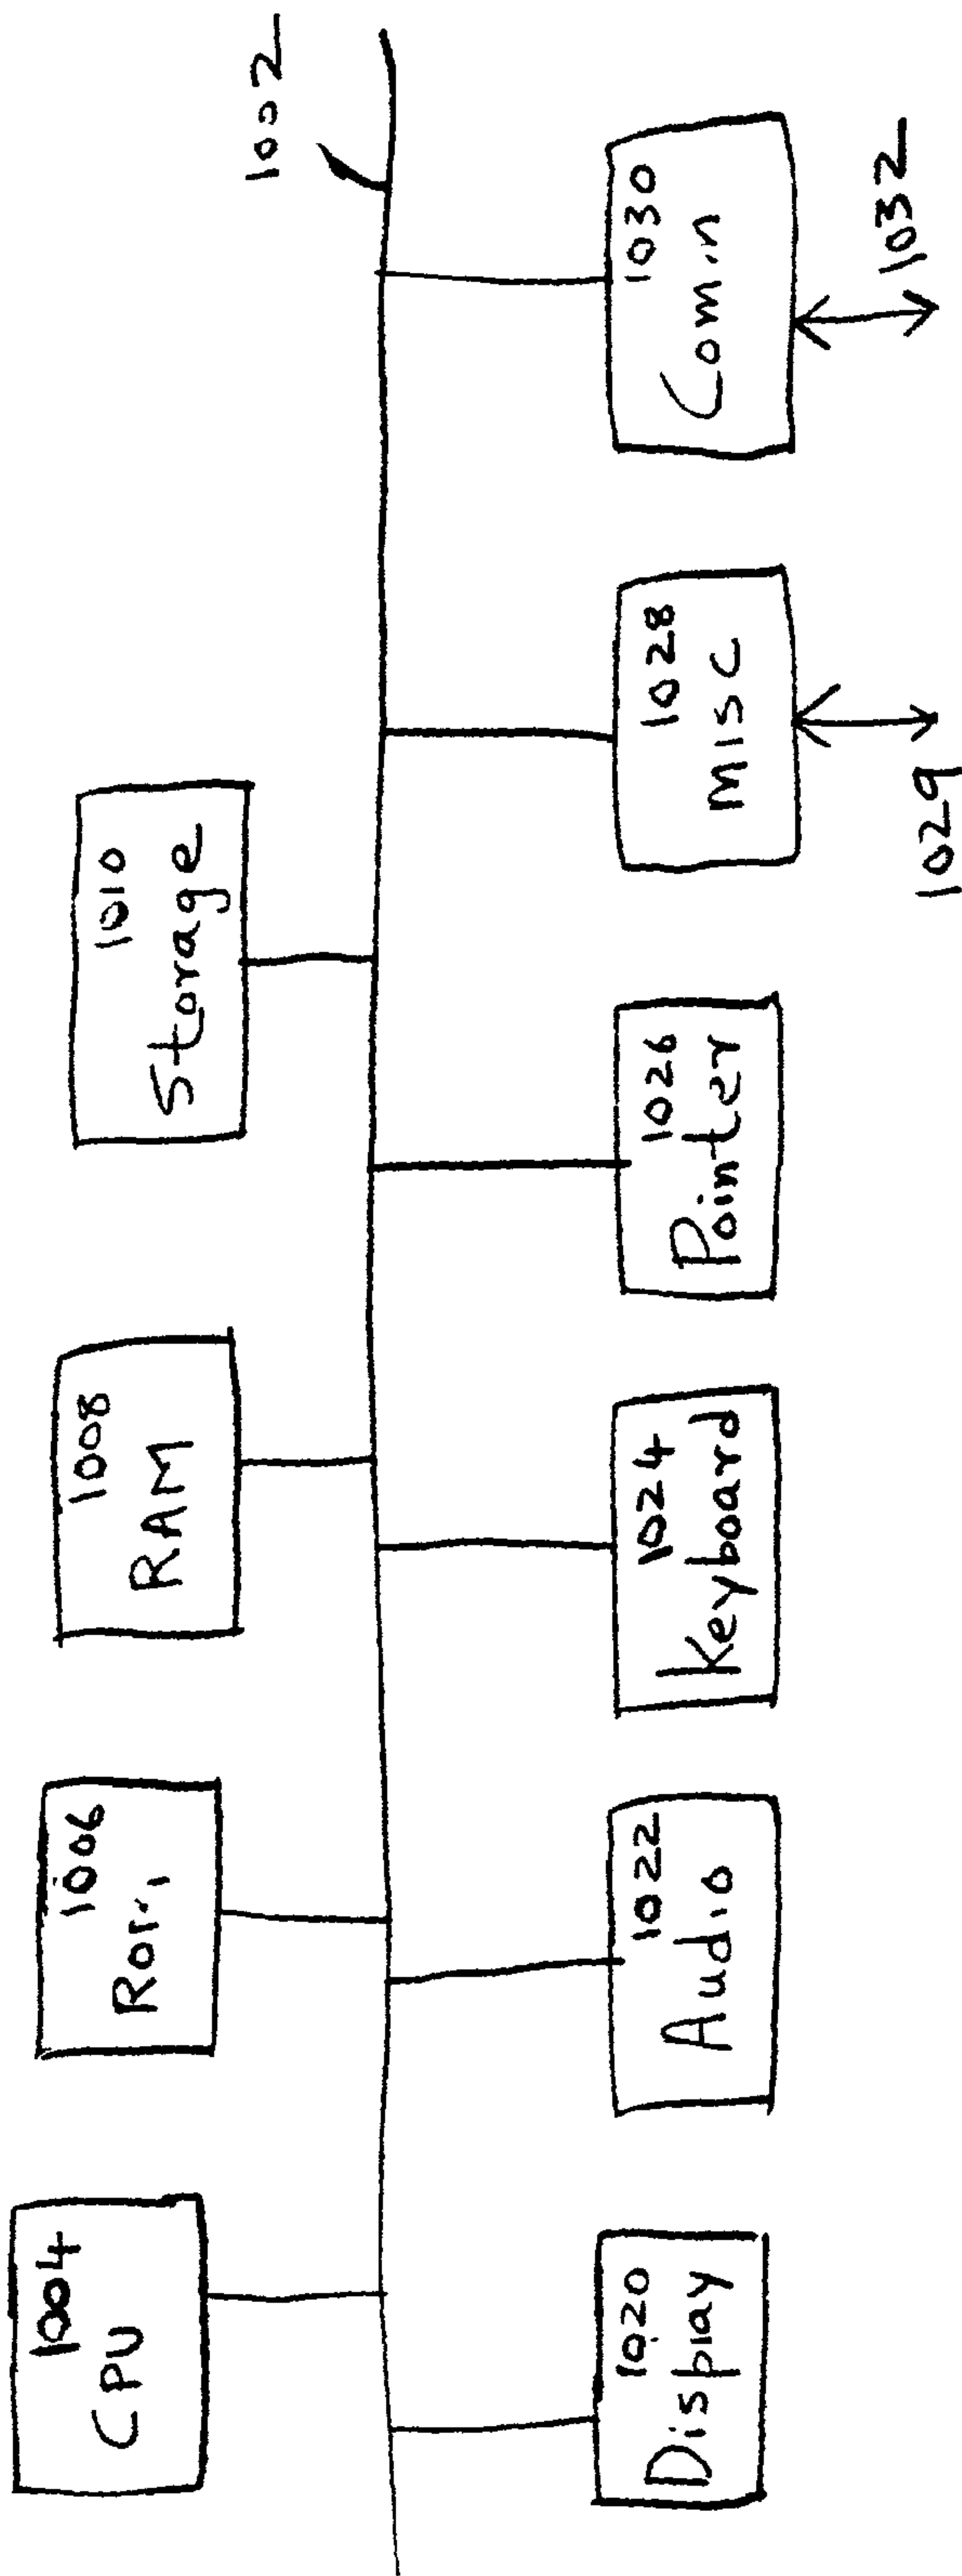 1002
1004
CPU
1006
Rom
1008
RAM
1010
Storage
1020
Display
1022
Audio
1024
Keyboard
1026
Pointer
1028
MISC
1029
1030
Comm
1032